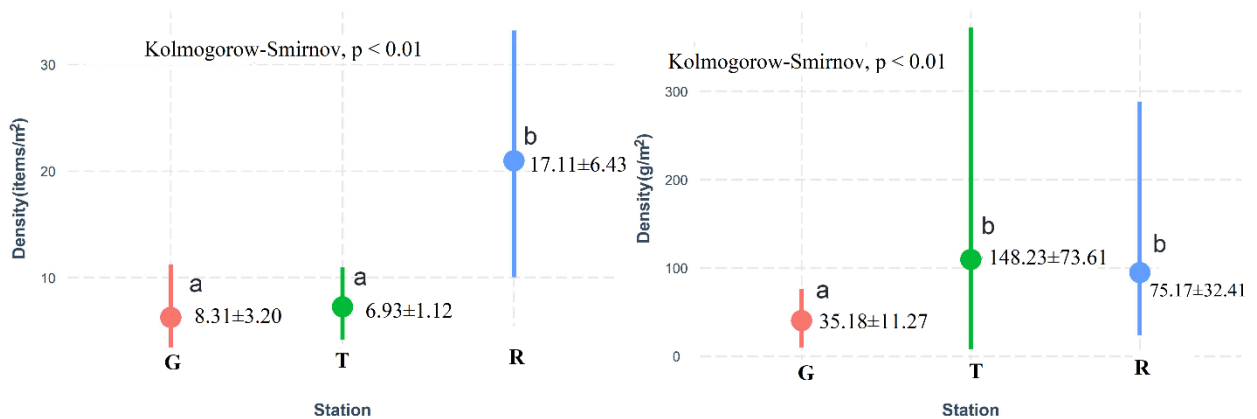 Kolmogorow-Smirnov, p < 0.01
Density(items/m²)
30
20
10
a
8.31±3.20
a
6.93±1.12
b
17.11±6.43
G
T
R
Station
Kolmogorow-Smirnov, p < 0.01
Density(g/m²)
300
200
100
0
a
35.18±11.27
b
148.23±73.61
b
75.17±32.41
G
T
R
Station